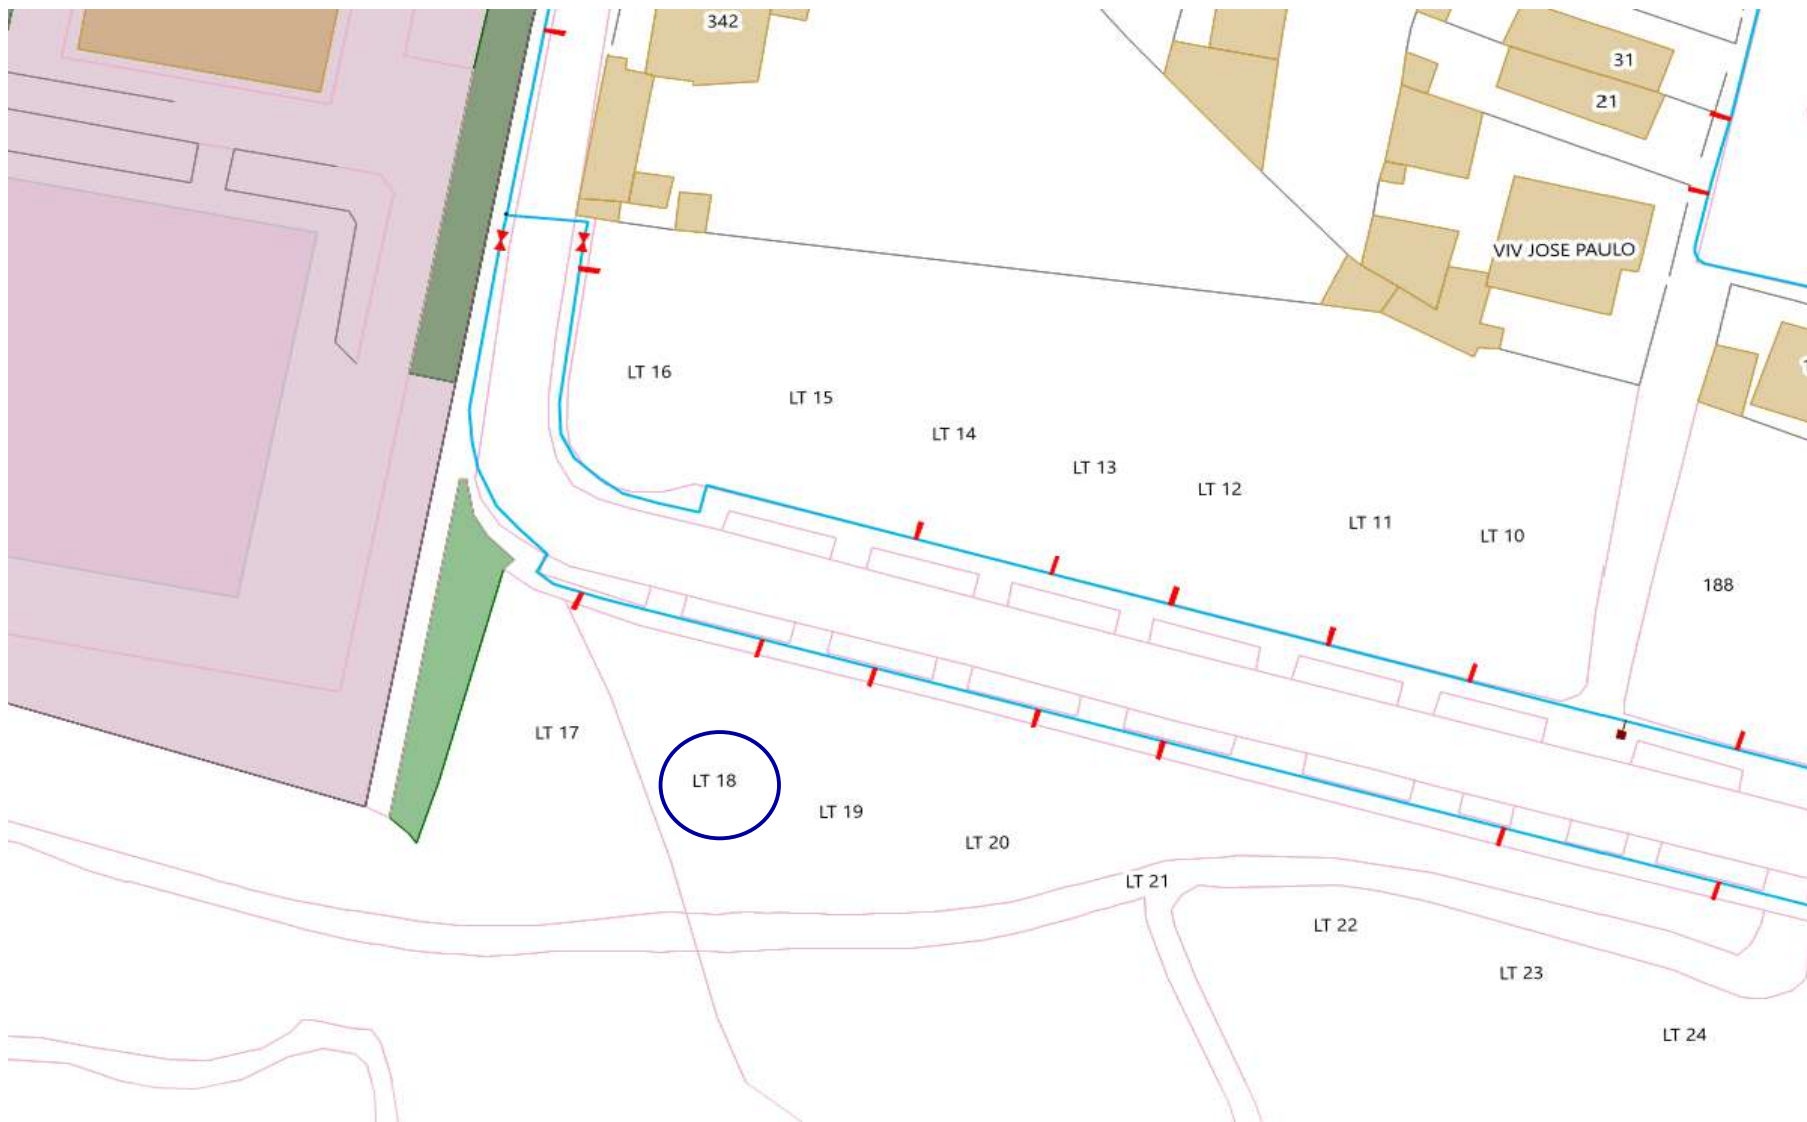 342
31
21
VIV JOSE PAULO
LT 16
LT 15
LT 14
LT 13
LT 12
LT 11
LT 10
188
LT 17
LT 18
LT 19
LT 20
LT 21
LT 22
LT 23
LT 24